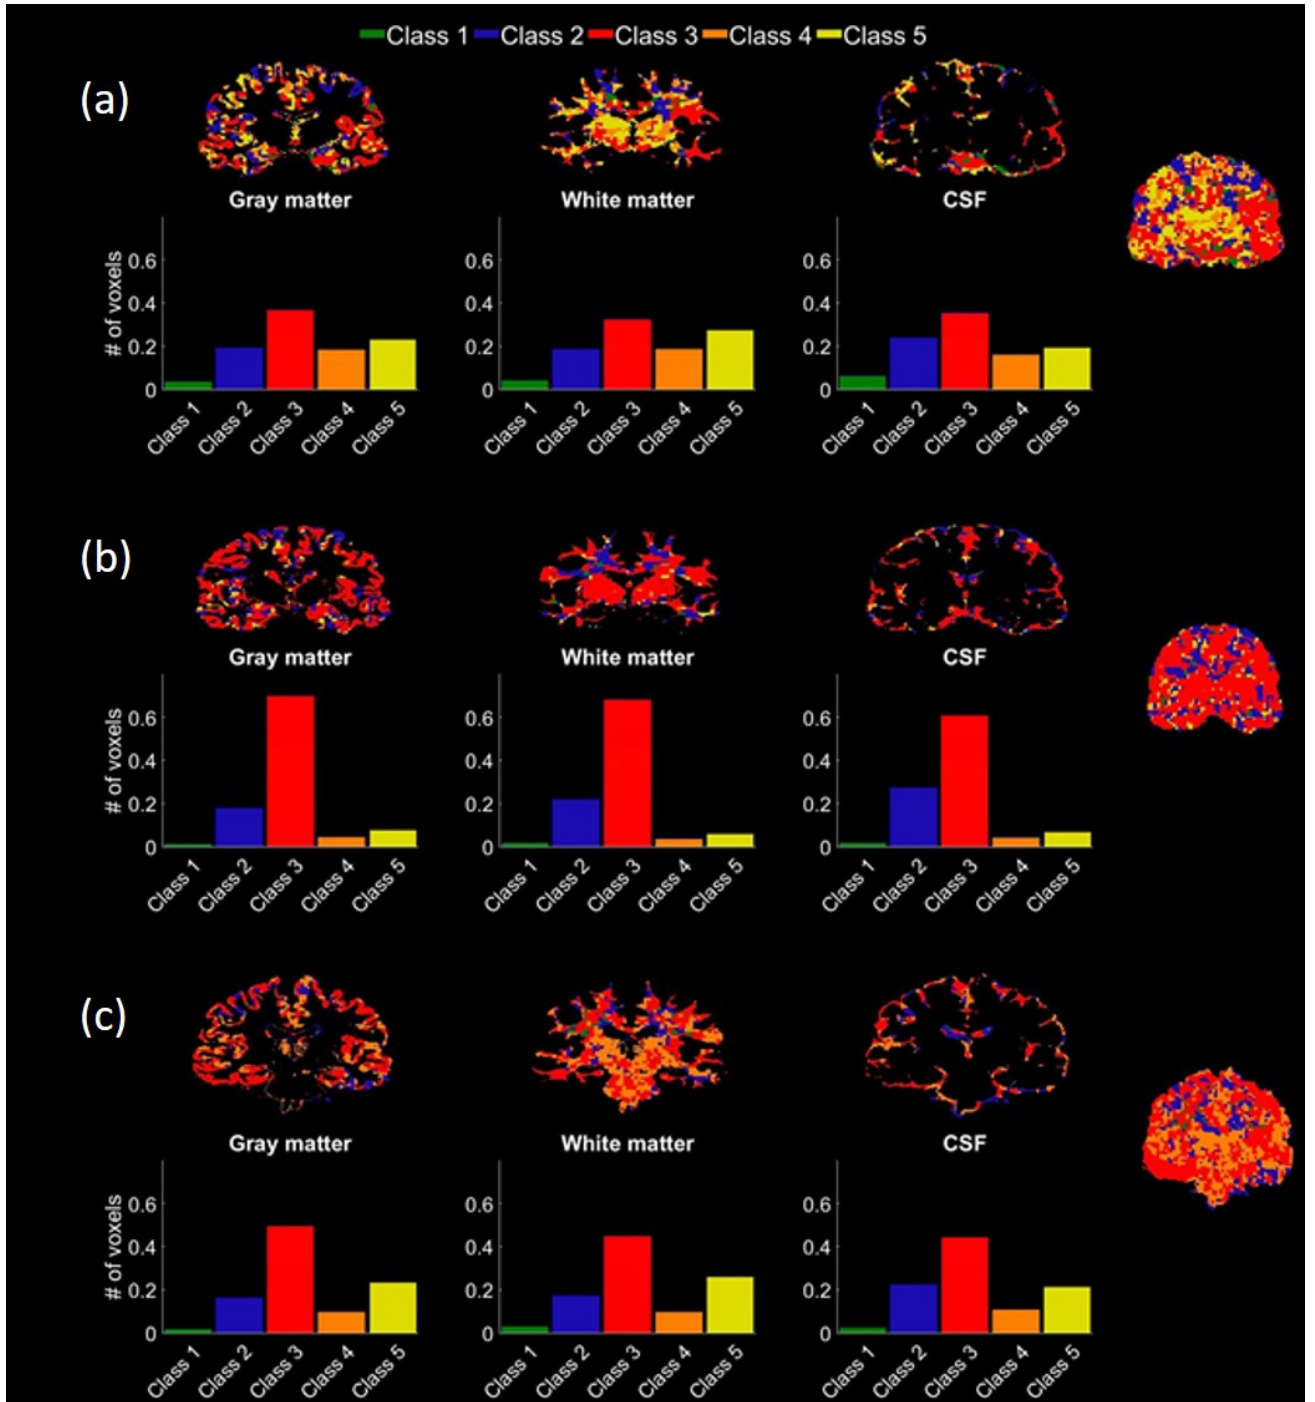 Class 1 Class 2 Class 3 Class 4 Class 5
(a)
Gray matter White matter CSF
# of voxels
0.6 0.6 0.6
0.4 0.4 0.4
0.2 0.2 0.2
0 0 0
Class 1 Class 2 Class 3 Class 4 Class 5 Class 1 Class 2 Class 3 Class 4 Class 5 Class 1 Class 2 Class 3 Class 4 Class 5
(b)
Gray matter White matter CSF
# of voxels
0.6 0.6 0.6
0.4 0.4 0.4
0.2 0.2 0.2
0 0 0
Class 1 Class 2 Class 3 Class 4 Class 5 Class 1 Class 2 Class 3 Class 4 Class 5 Class 1 Class 2 Class 3 Class 4 Class 5
(c)
Gray matter White matter CSF
# of voxels
0.6 0.6 0.6
0.4 0.4 0.4
0.2 0.2 0.2
0 0 0
Class 1 Class 2 Class 3 Class 4 Class 5 Class 1 Class 2 Class 3 Class 4 Class 5 Class 1 Class 2 Class 3 Class 4 Class 5